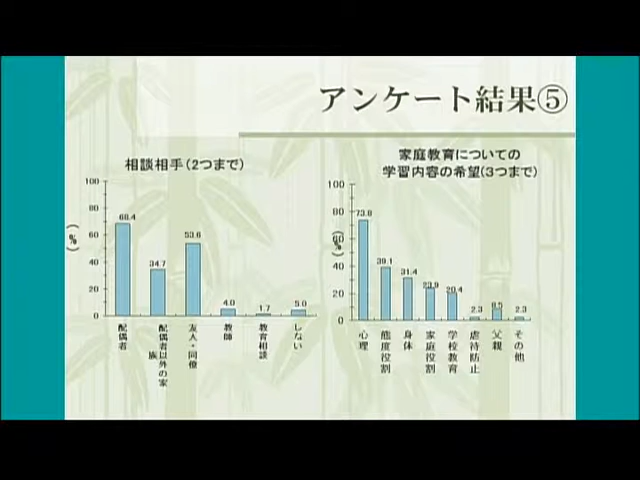 アンケート結果⑤
相談相手(2つまで)
(%)
100
80
60
40
20
0
68.4
34.7
53.6
4.0
1.7
5.0
配偶者
配偶者以外の家族
友人・同僚
教師
教育相談
しない
家庭教育についての
学習内容の希望(3つまで)
(%)
100
80
60
40
20
0
73.8
39.1
31.4
23.9
20.4
2.3
8.5
2.3
心理
態度役割
身体
家庭役割
学校教育
虐待防止
父親
その他